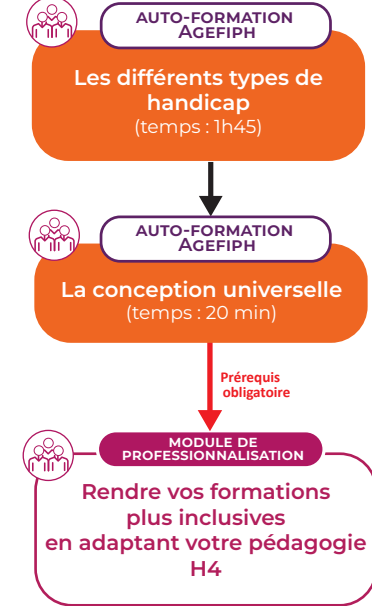 AUTO-FORMATION
AGEFIPH
Les différents types de
handicap
(temps : 1h45)
AUTO-FORMATION
AGEFIPH
La conception universelle
(temps : 20 min)
Prérequis
obligatoire
MODULE DE
PROFESSIONNALISATION
Rendre vos formations
plus inclusives
en adaptant votre pédagogie
H4